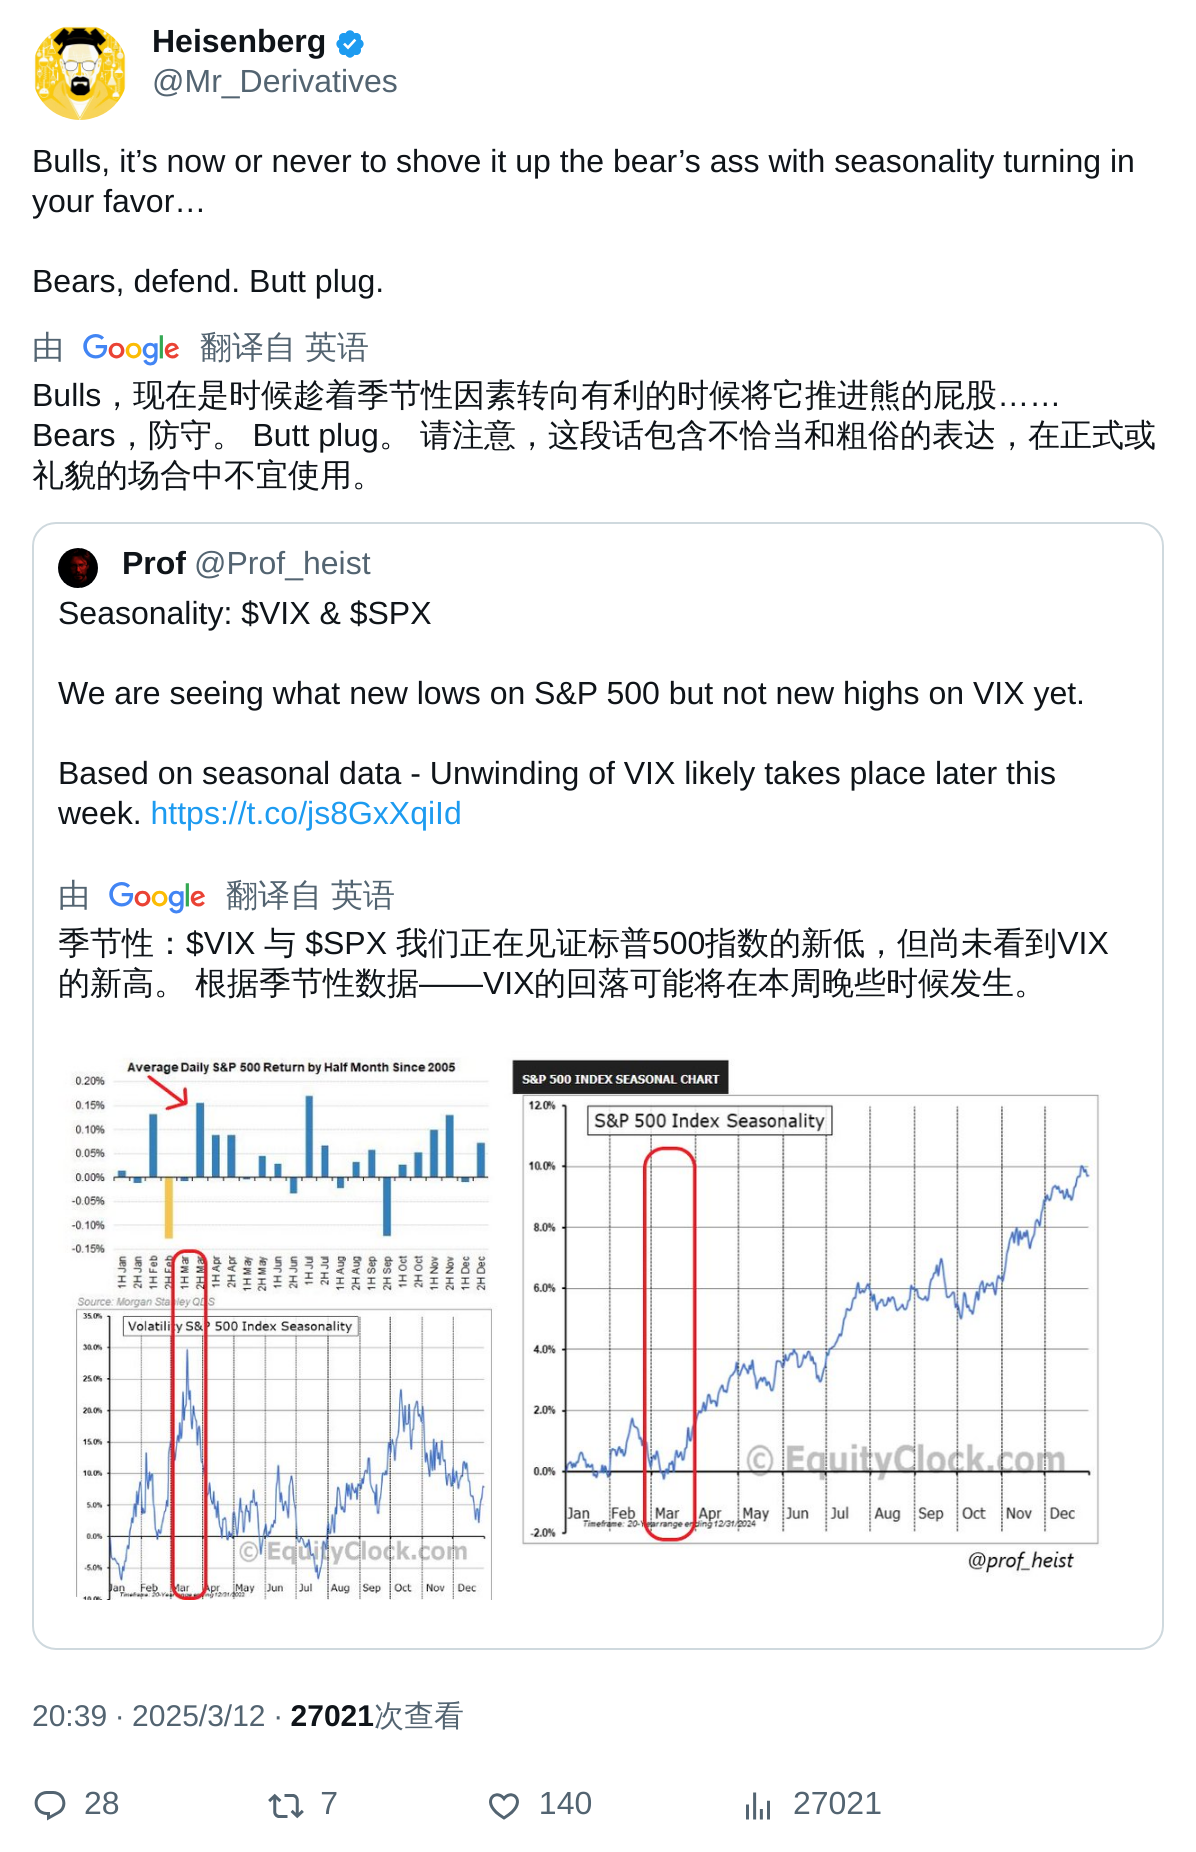 Heisenberg
@Mr_Derivatives
Bulls, it’s now or never to shove it up the bear’s ass with seasonality turning in
your favor…
Bears, defend. Butt plug.
由 Google 翻译自 英语
Bulls，现在是时候趁着季节性因素转向有利的时候将它推进熊的屁股……
Bears，防守。 Butt plug。 请注意，这段话包含不恰当和粗俗的表达，在正式或
礼貌的场合中不宜使用。
Prof @Prof_heist
Seasonality: $VIX & $SPX
We are seeing what new lows on S&P 500 but not new highs on VIX yet.
Based on seasonal data - Unwinding of VIX likely takes place later this
week. https://t.co/js8GxXqiId
由 Google 翻译自 英语
季节性：$VIX 与 $SPX 我们正在见证标普500指数的新低，但尚未看到VIX
的新高。 根据季节性数据——VIX的回落可能将在本周晚些时候发生。
Average Daily S&P 500 Return by Half Month Since 2005
0.20%
0.15%
0.10%
0.05%
0.00%
-0.05%
-0.10%
-0.15%
1H Jan
2H Jan
1H Feb
2H Feb
1H Mar
2H Mar
1H Apr
2H Apr
1H May
2H May
1H Jun
2H Jun
1H Jul
2H Jul
1H Aug
2H Aug
1H Sep
2H Sep
1H Oct
2H Oct
1H Nov
2H Nov
1H Dec
2H Dec
Source: Morgan Stanley QDS
Volatility S&P 500 Index Seasonality
35.0%
30.0%
25.0%
20.0%
15.0%
10.0%
5.0%
0.0%
-5.0%
© EquityClock.com
Jan Feb Mar Apr May Jun Jul Aug Sep Oct Nov Dec
S&P 500 INDEX SEASONAL CHART
S&P 500 Index Seasonality
12.0%
10.0%
8.0%
6.0%
4.0%
2.0%
0.0%
-2.0%
© EquityClock.com
Jan Feb Mar Apr May Jun Jul Aug Sep Oct Nov Dec
Timeframe: 20-Year range ending 12/31/2024
@prof_heist
20:39 · 2025/3/12 · 27021次查看
28 7 140 27021